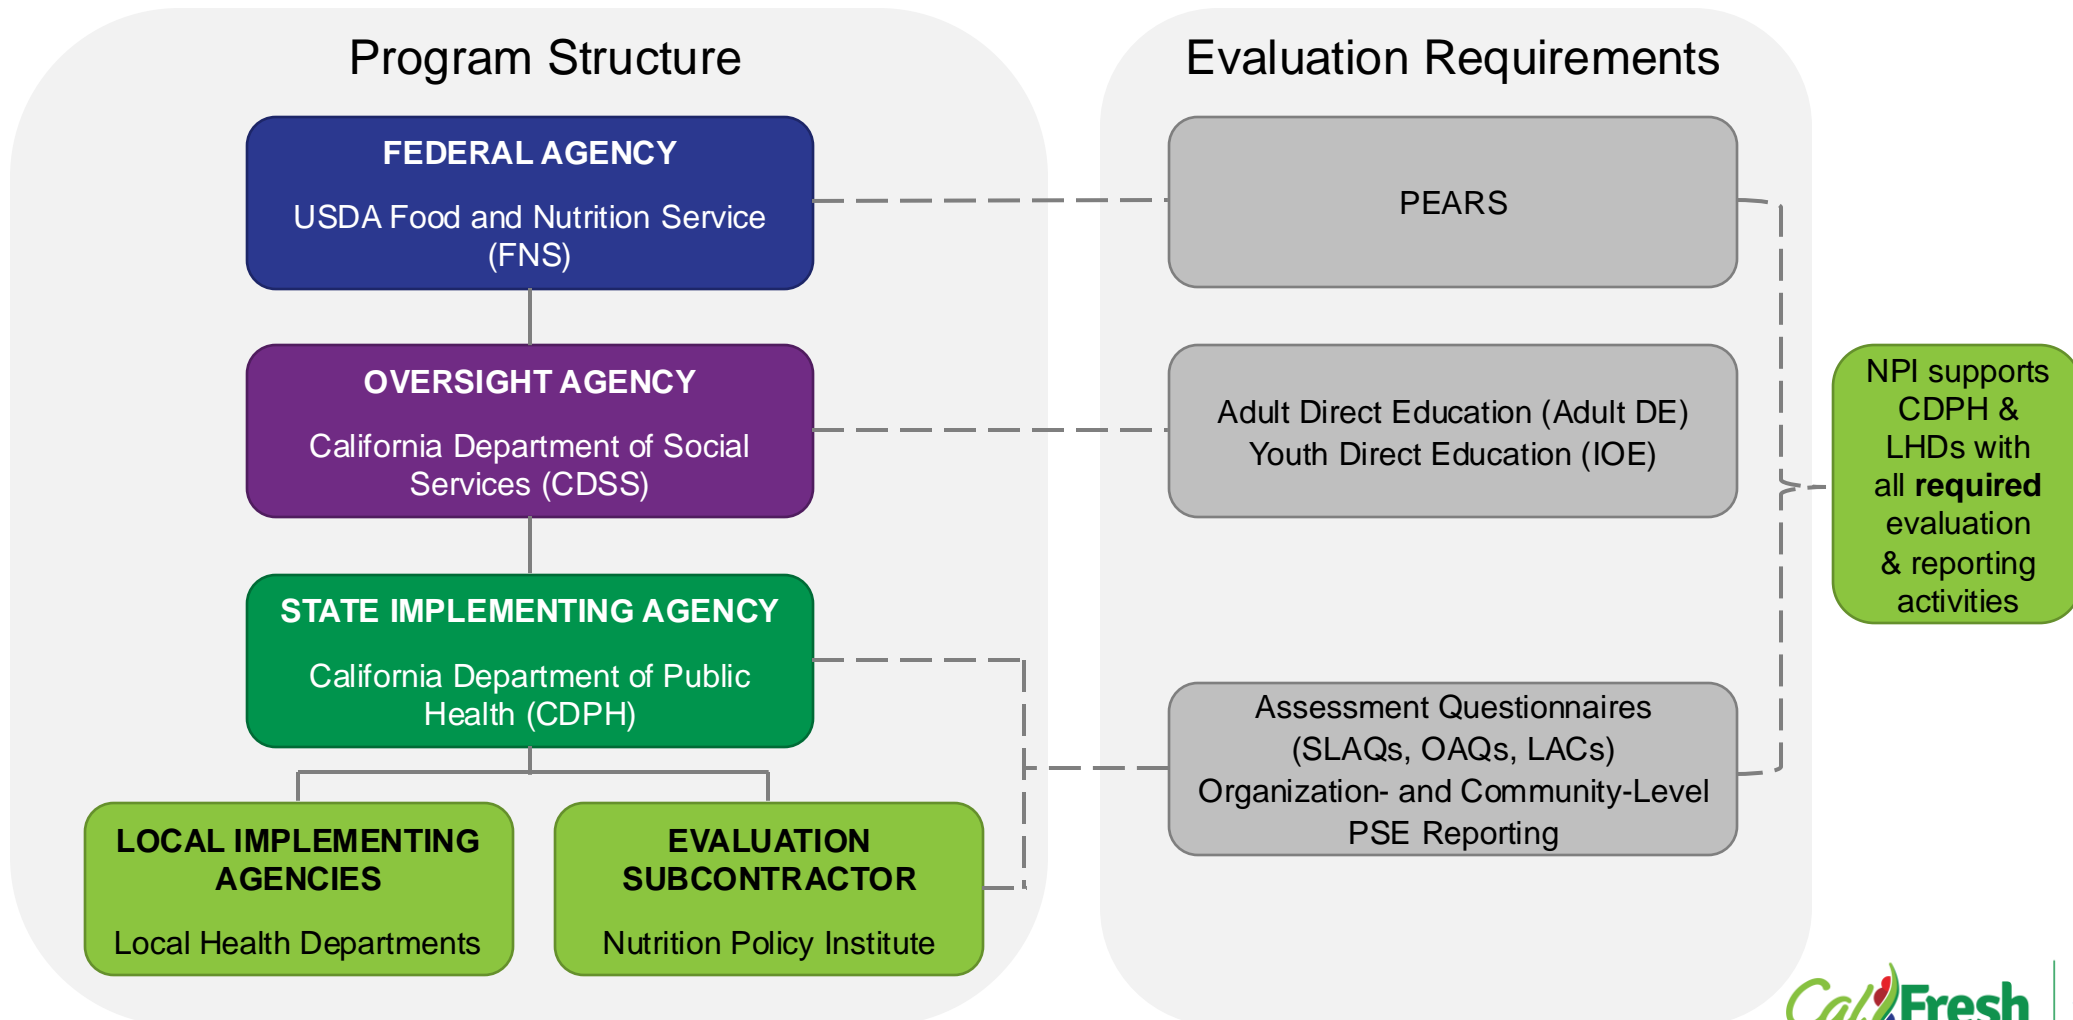 Program Structure
FEDERAL AGENCY
USDA Food and Nutrition Service
(FNS)
OVERSIGHT AGENCY
California Department of Social
Services (CDSS)
STATE IMPLEMENTING AGENCY
California Department of Public
Health (CDPH)
LOCAL IMPLEMENTING
AGENCIES
Local Health Departments
EVALUATION
SUBCONTRACTOR
Nutrition Policy Institute
Evaluation Requirements
PEARS
Adult Direct Education (Adult DE)
Youth Direct Education (IOE)
Assessment Questionnaires
(SLAQs, OAQs, LACs)
Organization- and Community-Level
PSE Reporting
NPI supports
CDPH &
LHDs with
all required
evaluation
& reporting
activities
CalFresh